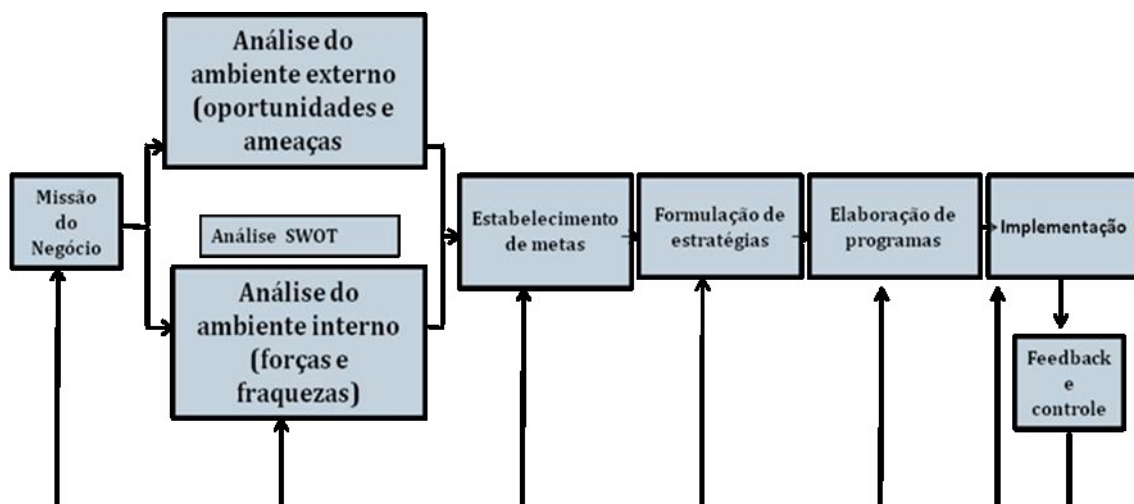 Missão
do
Negócio
Análise do
ambiente externo
(oportunidades e
ameaças
Análise  SWOT
Análise do
ambiente interno
(forças e
fraquezas)
Estabelecimento
de metas
Formulação de
estratégias
Elaboração de
programas
Implementação
Feedback
e
controle